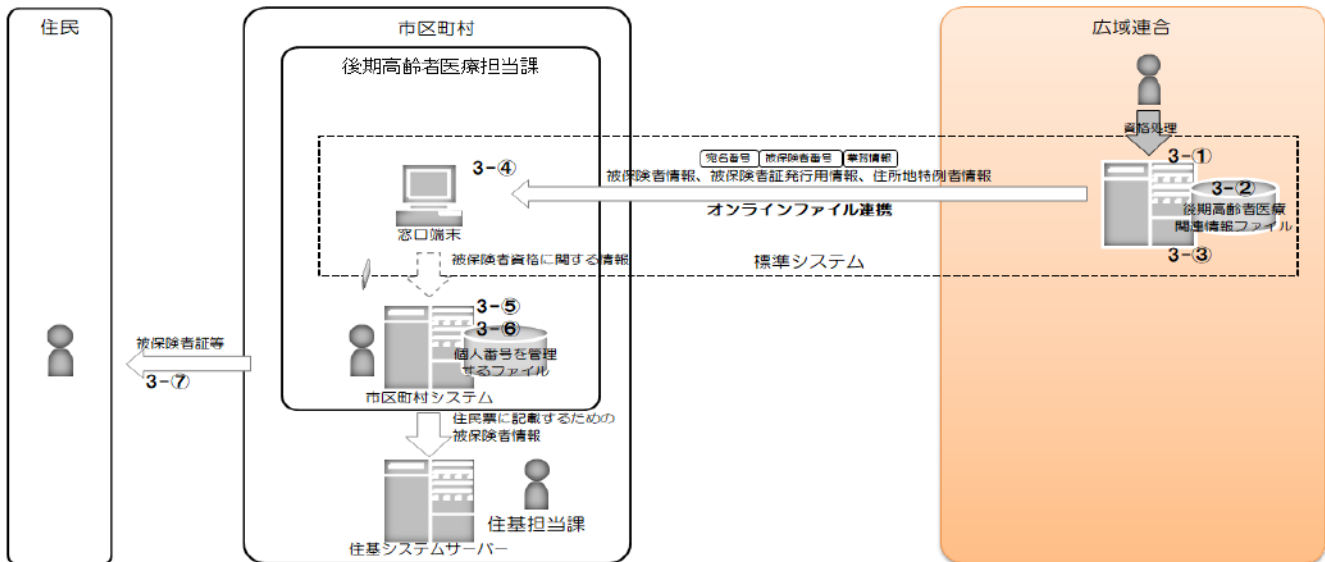 住民
市区町村
広域連合
後期高齢者医療担当課
資格処理
宛名番号 被保険者番号 業務情報
被保険者情報、被保険者証発行用情報、住所地特例者情報
オンラインファイル連携
3-①
3-②
後期高齢者医療
関連情報ファイル
3-③
3-④
窓口端末
被保険者資格に関する情報
標準システム
3-⑤
3-⑥
個人番号を管理
するファイル
市区町村システム
被保険者証等
3-⑦
住民票に記載するための
被保険者情報
住基担当課
住基システムサーバー